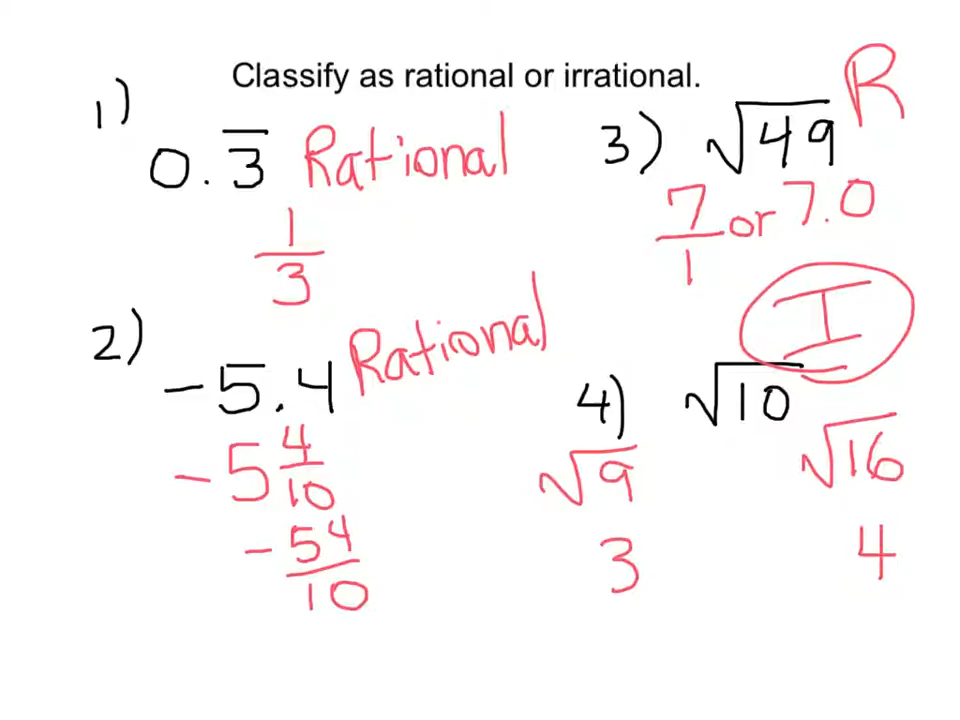 Classify as rational or irrational.
1)
0.3̅ Rational
1/3
2)
-5.4 Rational
-5 4/10
-54/10
3) √49 R
7/1 or 7.0
I
4) √10
√9 √16
3 4